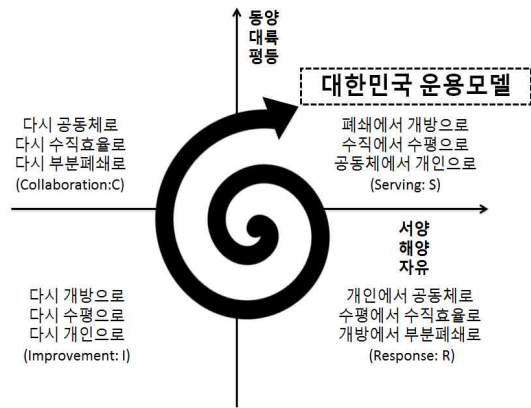 동양
대륙
평등
대한민국 운용모델
다시 공동체로
다시 수직효율로
다시 부분폐쇄로
(Collaboration:C)
폐쇄에서 개방으로
수직에서 수평으로
공동체에서 개인으로
(Serving: S)
서양
해양
자유
다시 개방으로
다시 수평으로
다시 개인으로
(Improvement: I)
개인에서 공동체로
수평에서 수직효율로
개방에서 부분폐쇄로
(Response: R)